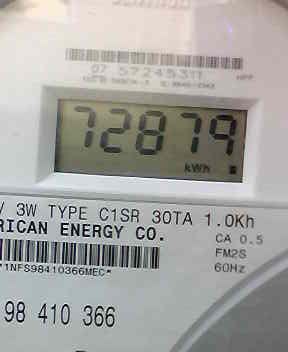 07 57245311
72879
kWh
V 3W TYPE C1SR 30TA 1.0Kh
RICAN ENERGY CO.
CA 0.5
FM2S
60Hz
*1NFS98410366MEC*
98 410 366